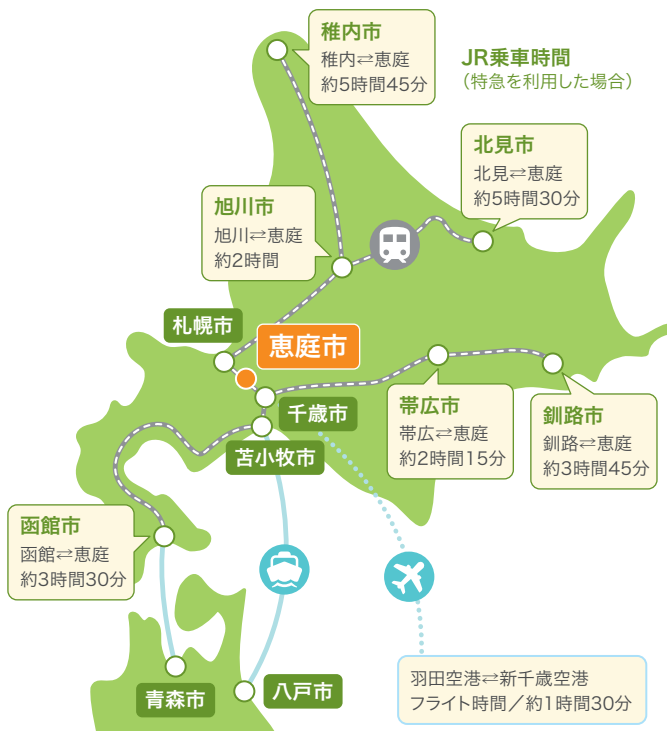 稚内市
稚内⇄恵庭
約5時間45分
JR乗車時間
（特急を利用した場合）
北見市
北見⇄恵庭
約5時間30分
旭川市
旭川⇄恵庭
約2時間
札幌市
恵庭市
千歳市
苫小牧市
帯広市
帯広⇄恵庭
約2時間15分
釧路市
釧路⇄恵庭
約3時間45分
函館市
函館⇄恵庭
約3時間30分
青森市
八戸市
羽田空港⇄新千歳空港
フライト時間／約1時間30分